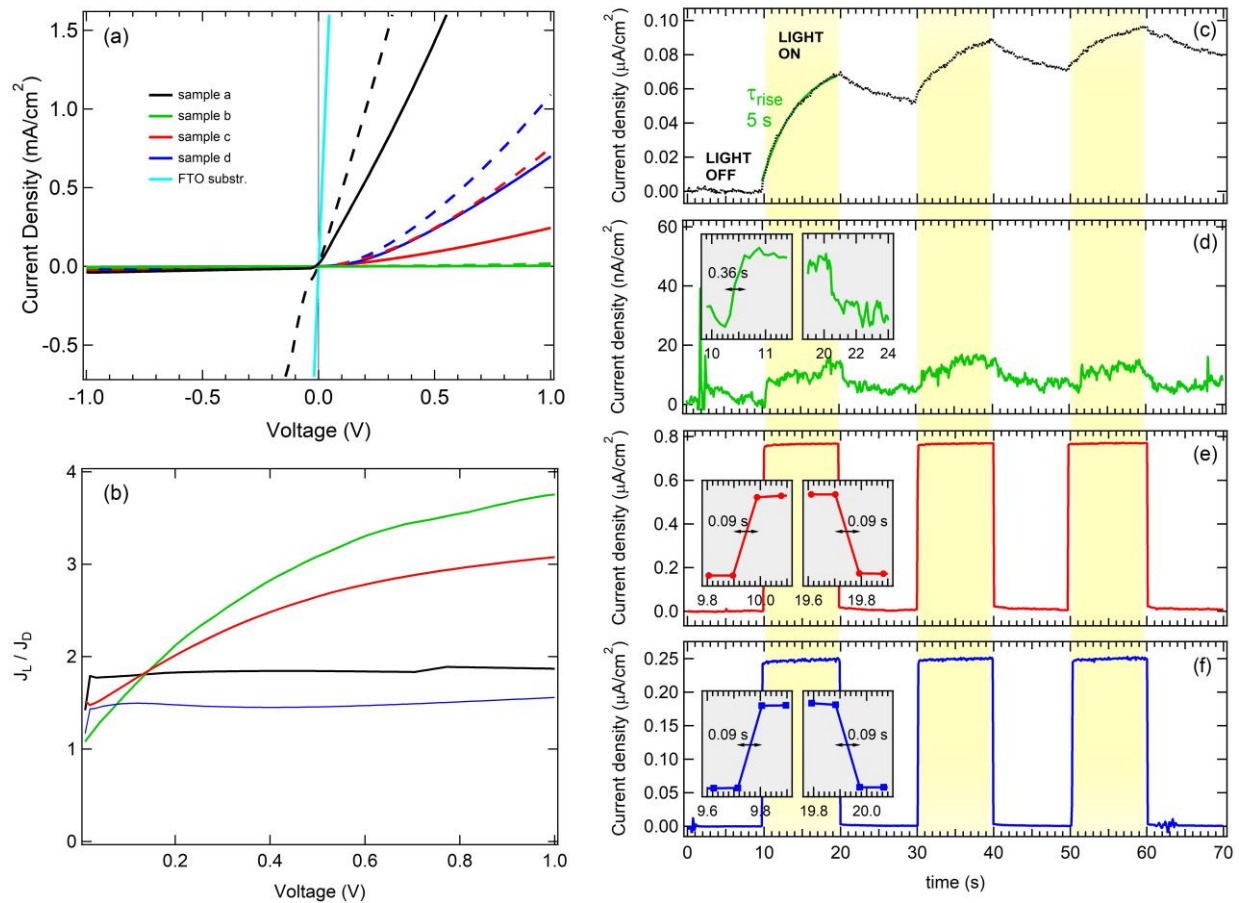 (a)
Current Density (mA/cm²)
1.5
1.0
0.5
0.0
-0.5
sample a
sample b
sample c
sample d
FTO substr.
-1.0 -0.5 0.0 0.5 1.0
Voltage (V)
(b)
J_L / J_D
4
3
2
1
0
0.2 0.4 0.6 0.8 1.0
Voltage (V)
(c)
Current density (µA/cm²)
0.10
0.08
0.06
0.04
0.02
0.00
LIGHT
ON
τ_rise
5 s
LIGHT
OFF
(d)
Current density (nA/cm²)
60
40
20
0
0.36 s
10 11
20 22 24
(e)
Current density (µA/cm²)
0.8
0.6
0.4
0.2
0.0
0.09 s
9.8 10.0
0.09 s
19.6 19.8
(f)
Current density (µA/cm²)
0.25
0.20
0.15
0.10
0.05
0.00
0.09 s
9.6 9.8
0.09 s
19.8 20.0
0 10 20 30 40 50 60 70
time (s)